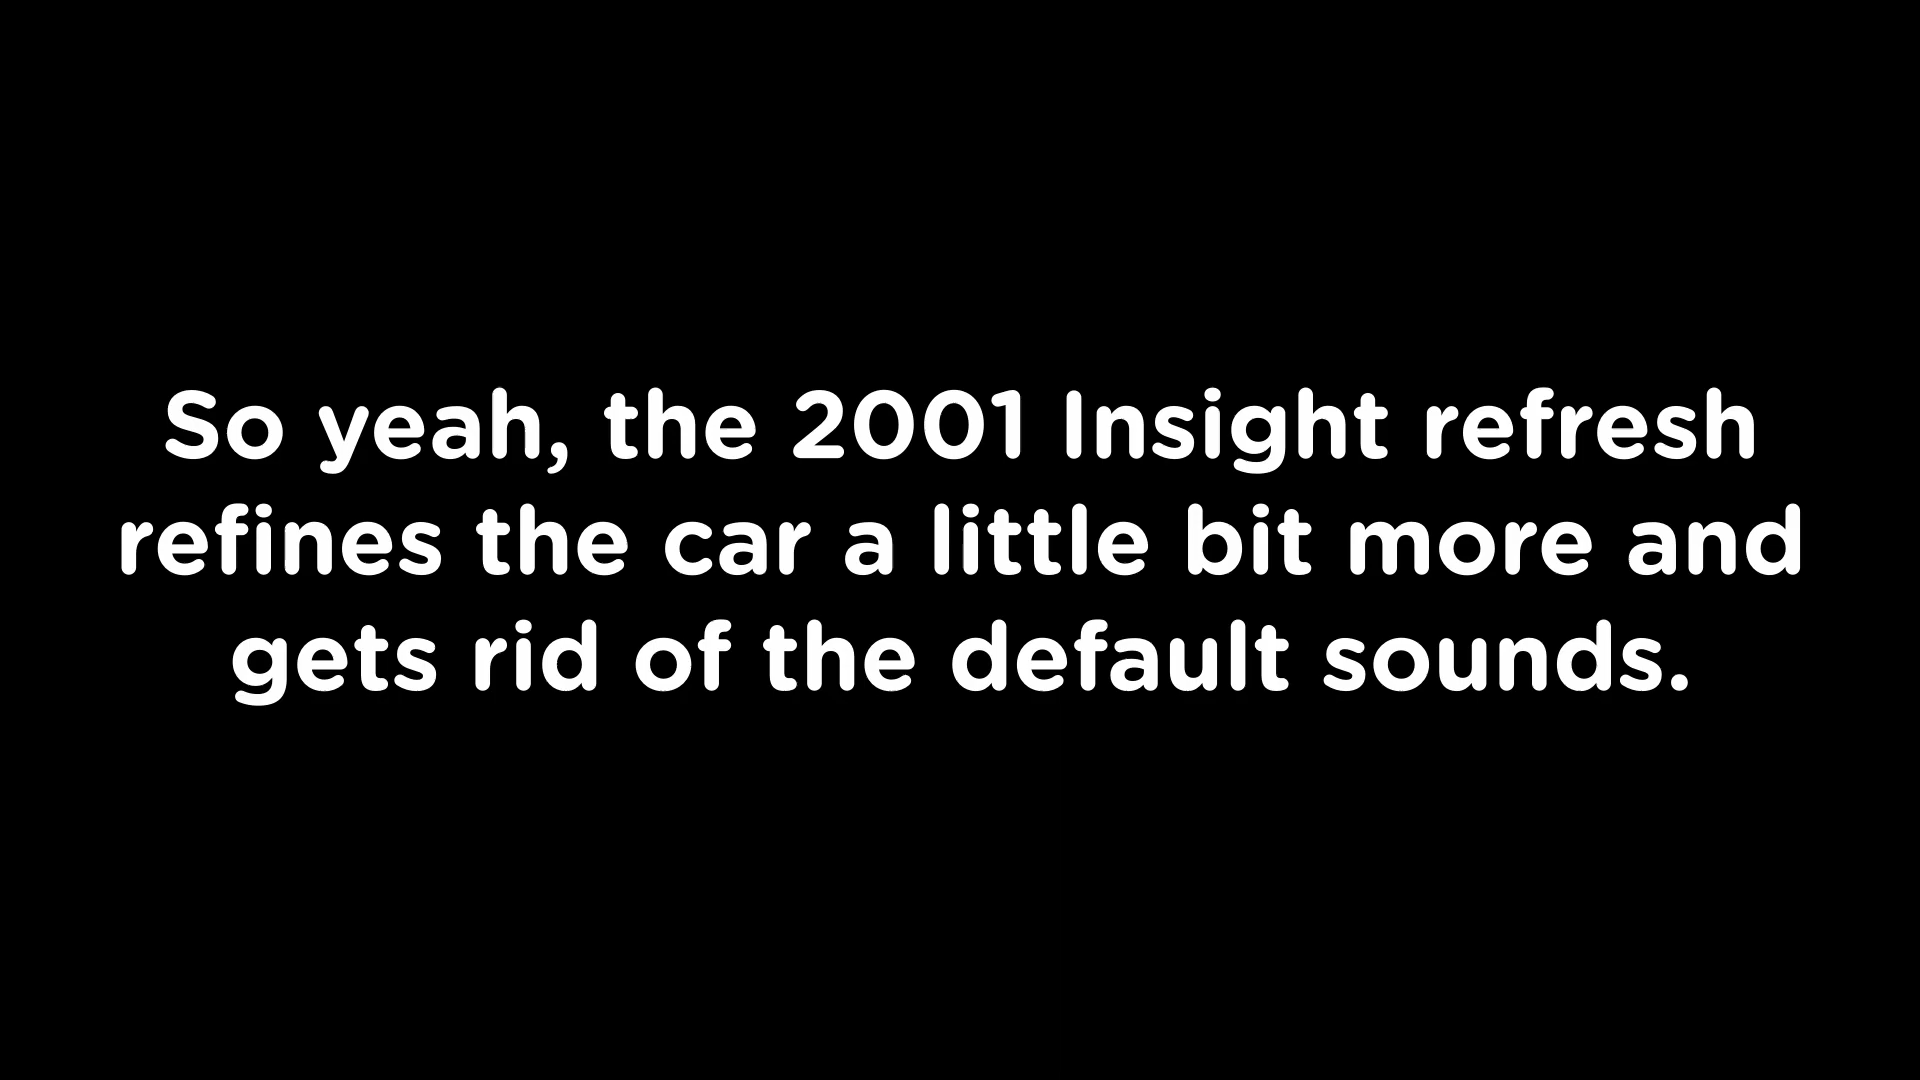 So yeah, the 2001 Insight refresh
refines the car a little bit more and
gets rid of the default sounds.